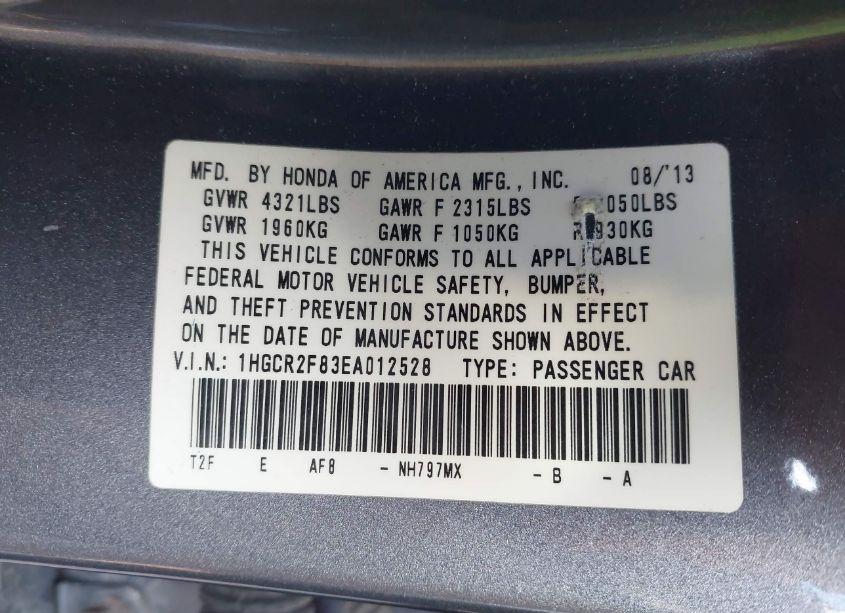 MFD. BY HONDA OF AMERICA MFG., INC. 08/'13
GVWR 4321LBS GAWR F 2315LBS 050LBS
GVWR 1960KG GAWR F 1050KG 930KG
THIS VEHICLE CONFORMS TO ALL APPLICABLE
FEDERAL MOTOR VEHICLE SAFETY, BUMPER,
AND THEFT PREVENTION STANDARDS IN EFFECT
ON THE DATE OF MANUFACTURE SHOWN ABOVE.
V.I.N.: 1HGCR2F83EA012528 TYPE: PASSENGER CAR
T2F E AF8 - NH797MX - B - A